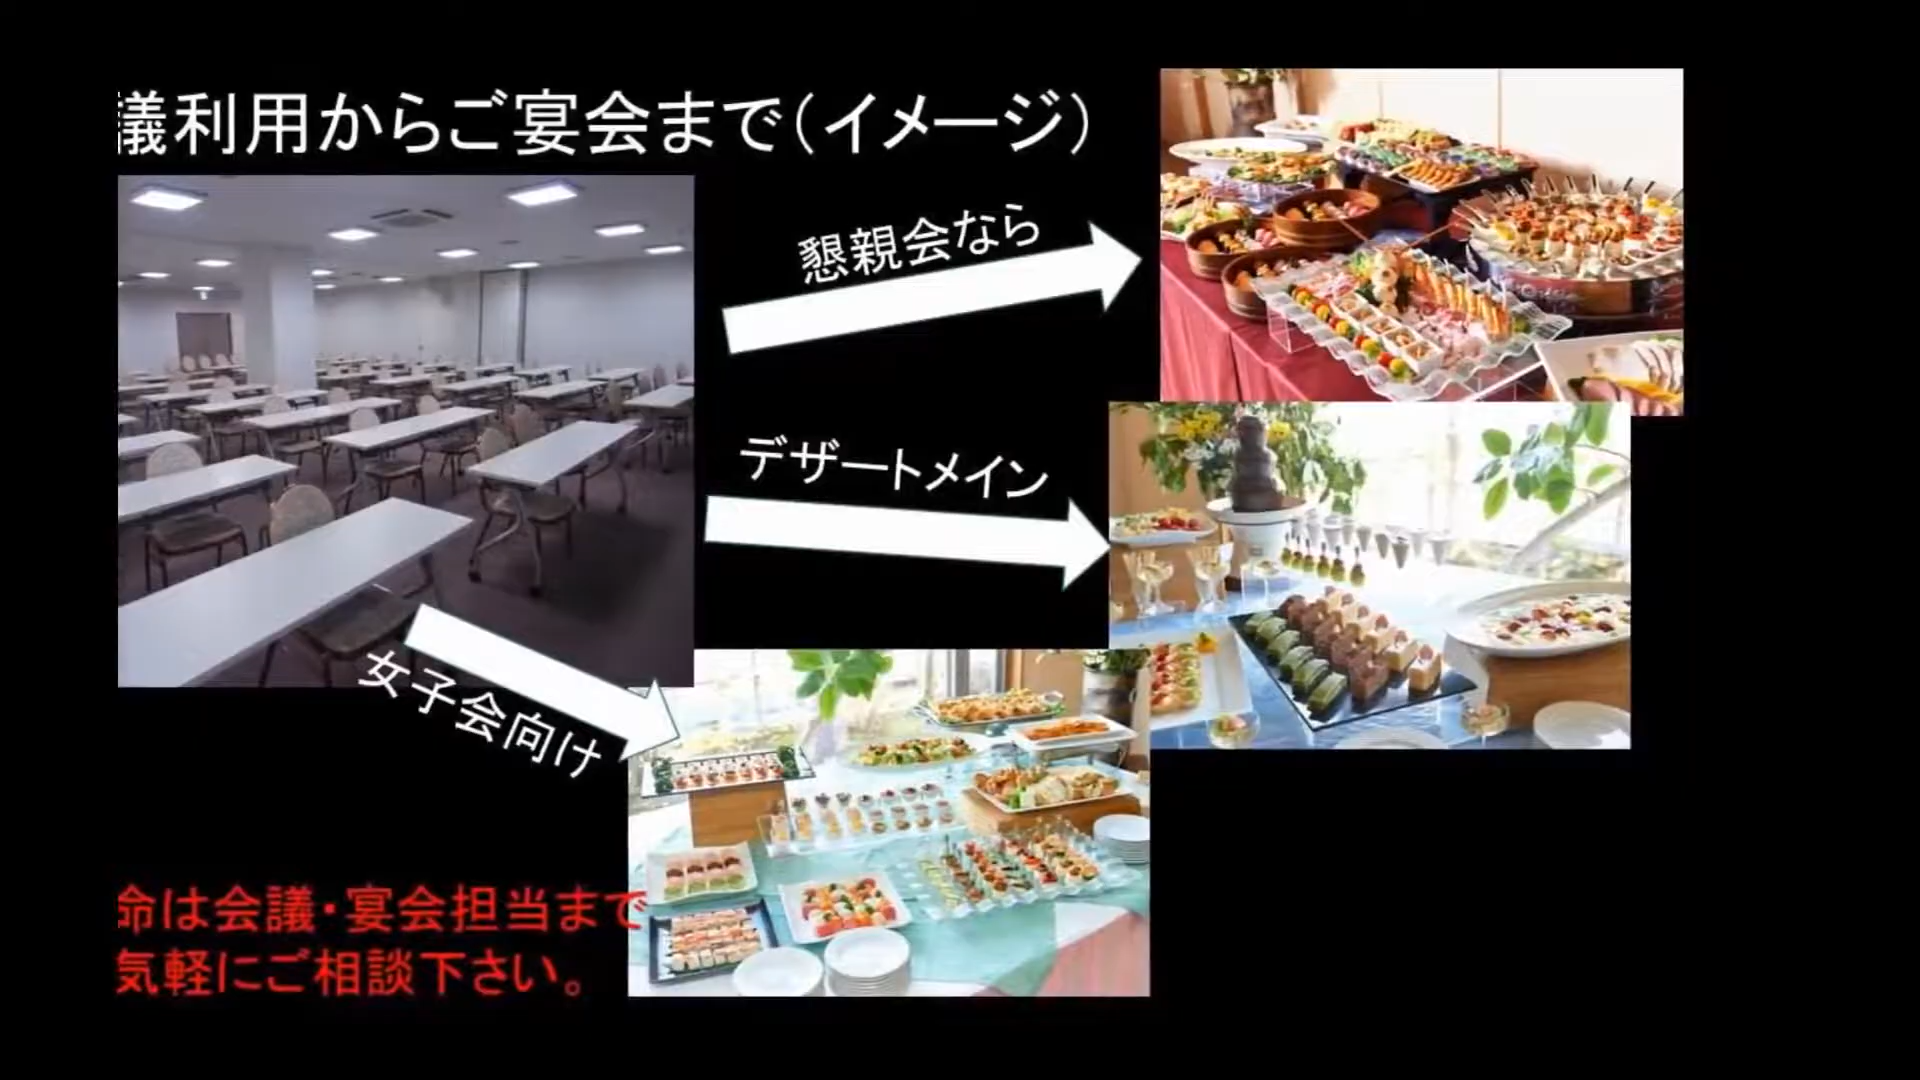 議利用からご宴会まで（イメージ）
懇親会なら
デザートメイン
女子会向け
命は会議・宴会担当まで
気軽にご相談下さい。